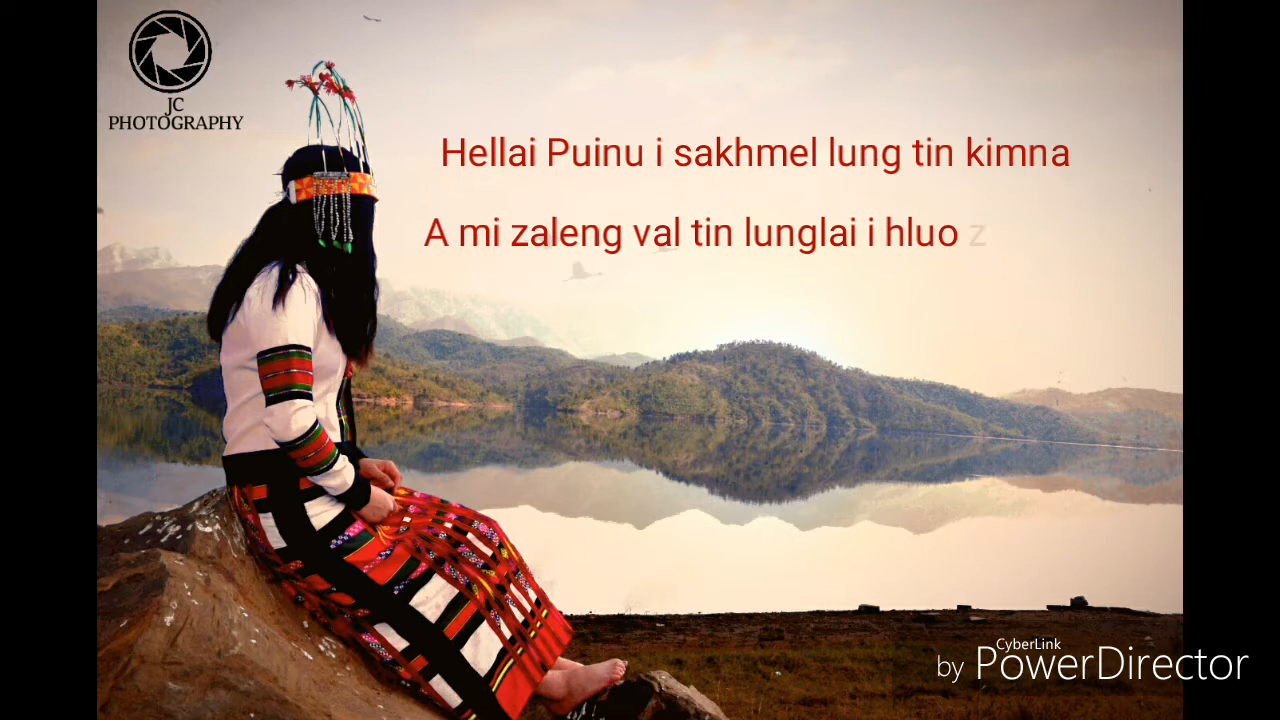 JC
PHOTOGRAPHY
Hellai Puinu i sakhmel lung tin kimna
A mi zaleng val tin lunglai i hluo z
CyberLink
by PowerDirector